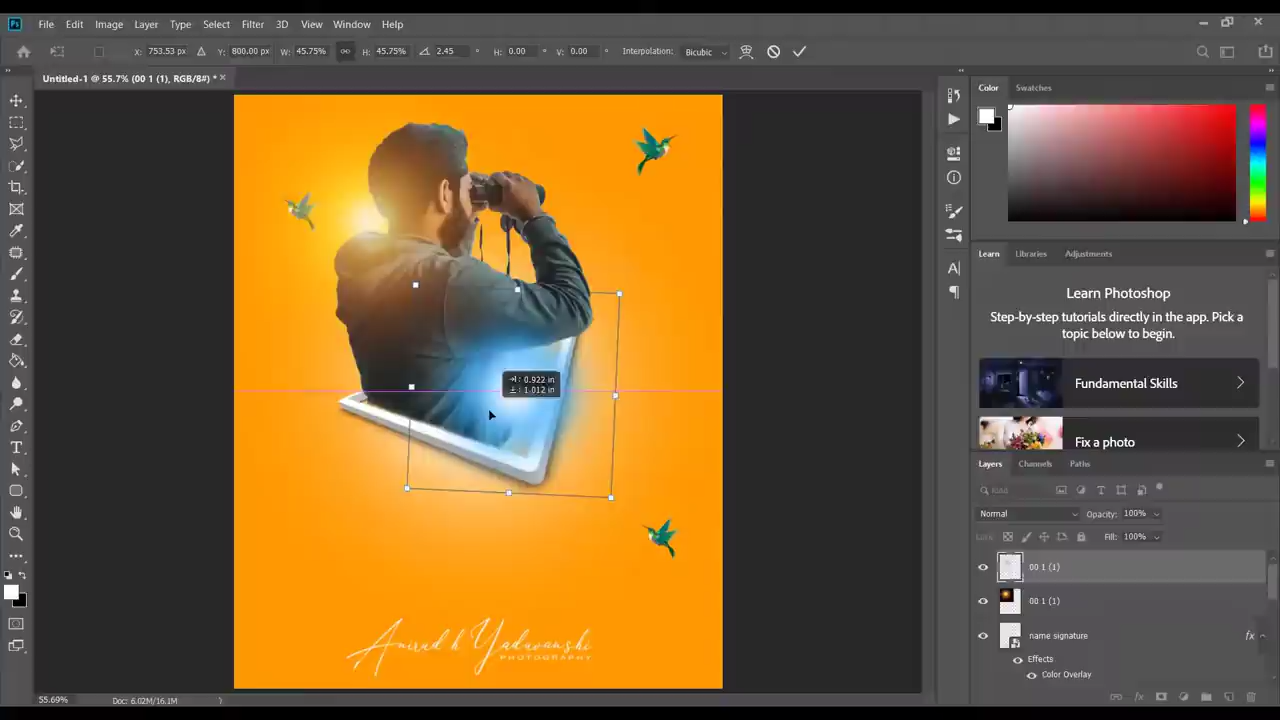 Ps File Edit Image Layer Type Select Filter 3D View Window Help
X: 753.53 px Y: 800.00 px W: 45.75% H: 45.75% 2.45 ° H: 0.00 ° V: 0.00 ° Interpolation: Bicubic
Untitled-1 @ 55.7% (00 1 (1), RGB/8#) *
Color Swatches
Learn Libraries Adjustments
Learn Photoshop
Step-by-step tutorials directly in the app. Pick a
topic below to begin.
Fundamental Skills
Fix a photo
0.922 in
1.012 in
Layers Channels Paths
Kind
Normal Opacity: 100%
Lock: Fill: 100%
00 1 (1)
00 1 (1)
name signature fx
Effects
Color Overlay
Anirudh Yaduvanshi
PHOTOGRAPHY
55.69% Doc: 6.02M/16.1M